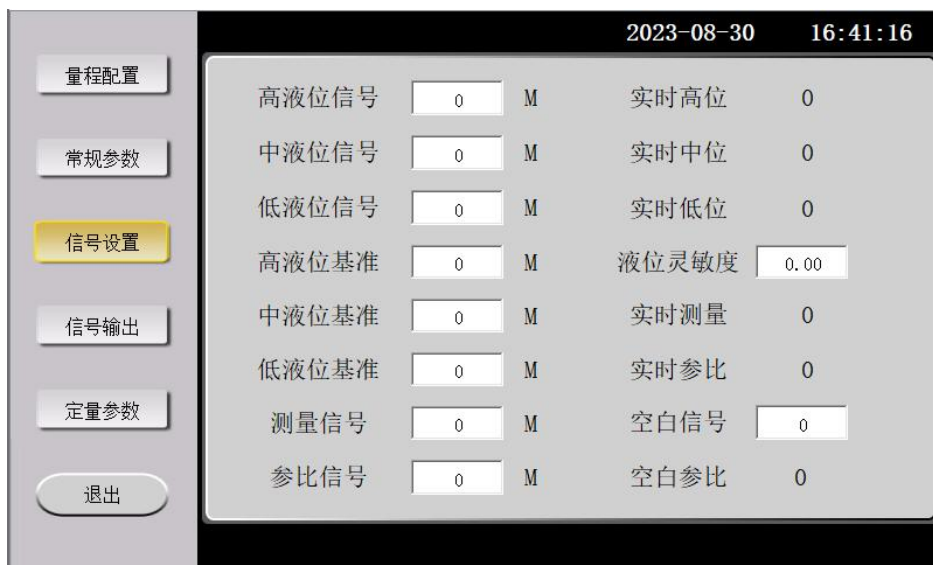 2023-08-30 16:41:16
量程配置
常规参数
信号设置
信号输出
定量参数
退出
高液位信号 0 M 实时高位 0
中液位信号 0 M 实时中位 0
低液位信号 0 M 实时低位 0
高液位基准 0 M 液位灵敏度 0.00
中液位基准 0 M 实时测量 0
低液位基准 0 M 实时参比 0
测量信号 0 M 空白信号 0
参比信号 0 M 空白参比 0